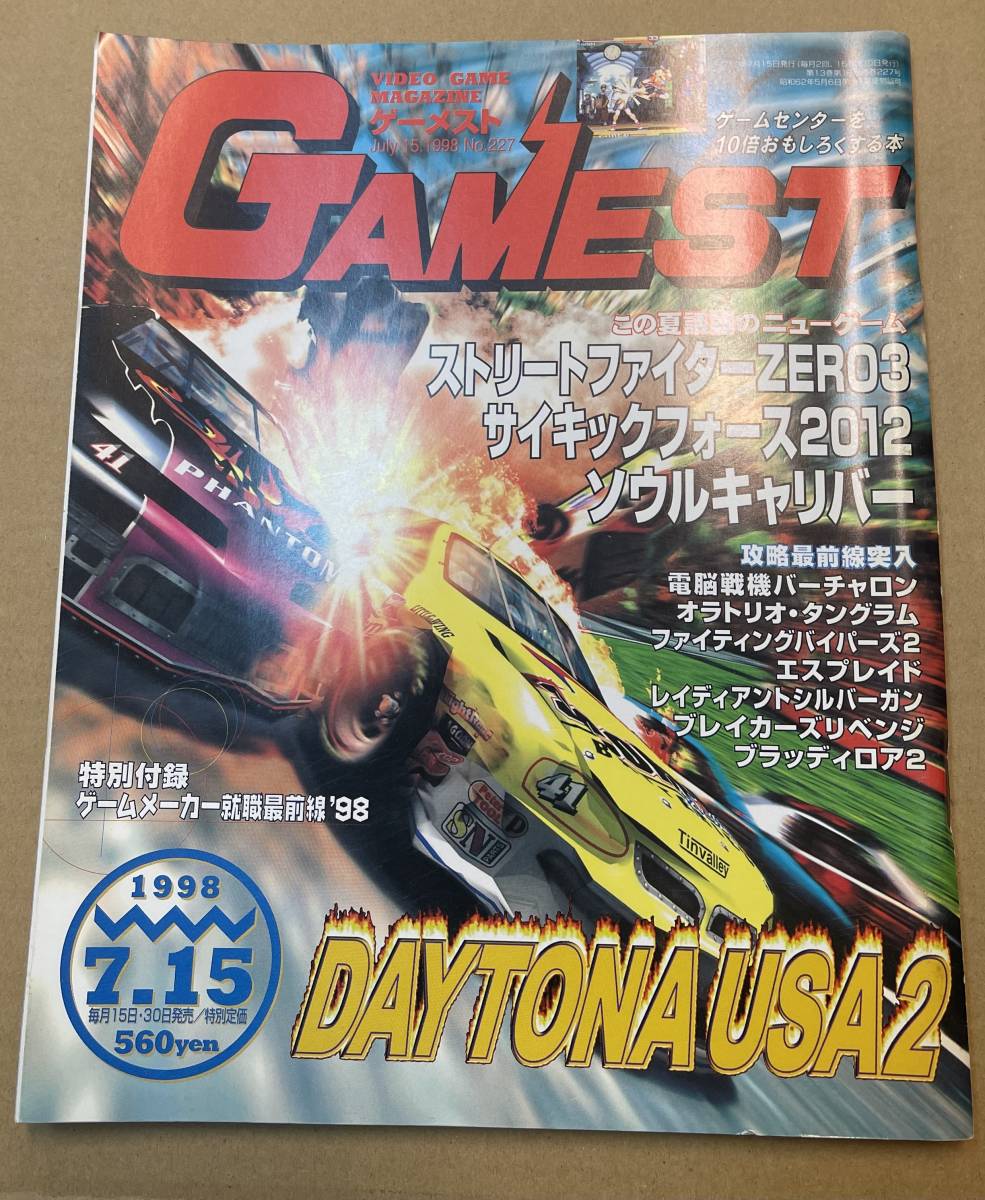 VIDEO GAME
MAGAZINE
ゲーメスト
July 15, 1998 No.227
GAMEST
月15日発行
ゲームセンターを
10倍おもしろくする本
この夏 のニューゲーム
ストリートファイターZERO3
サイキックフォース2012
ソウルキャリバー
攻略最前線突入
電脳戦機バーチャロン
オラトリオ・タングラム
ファイティングバイパーズ2
エスプレイド
レイディアントシルバーガン
ブレイカーズリベンジ
ブラッディロア2
41
PHANTOM
41
SN
Tinvalley
特別付録
ゲームメーカー就職最前線'98
1998
7.15
毎月15日・30日発売/特別定価
560yen
DAYTONA USA 2